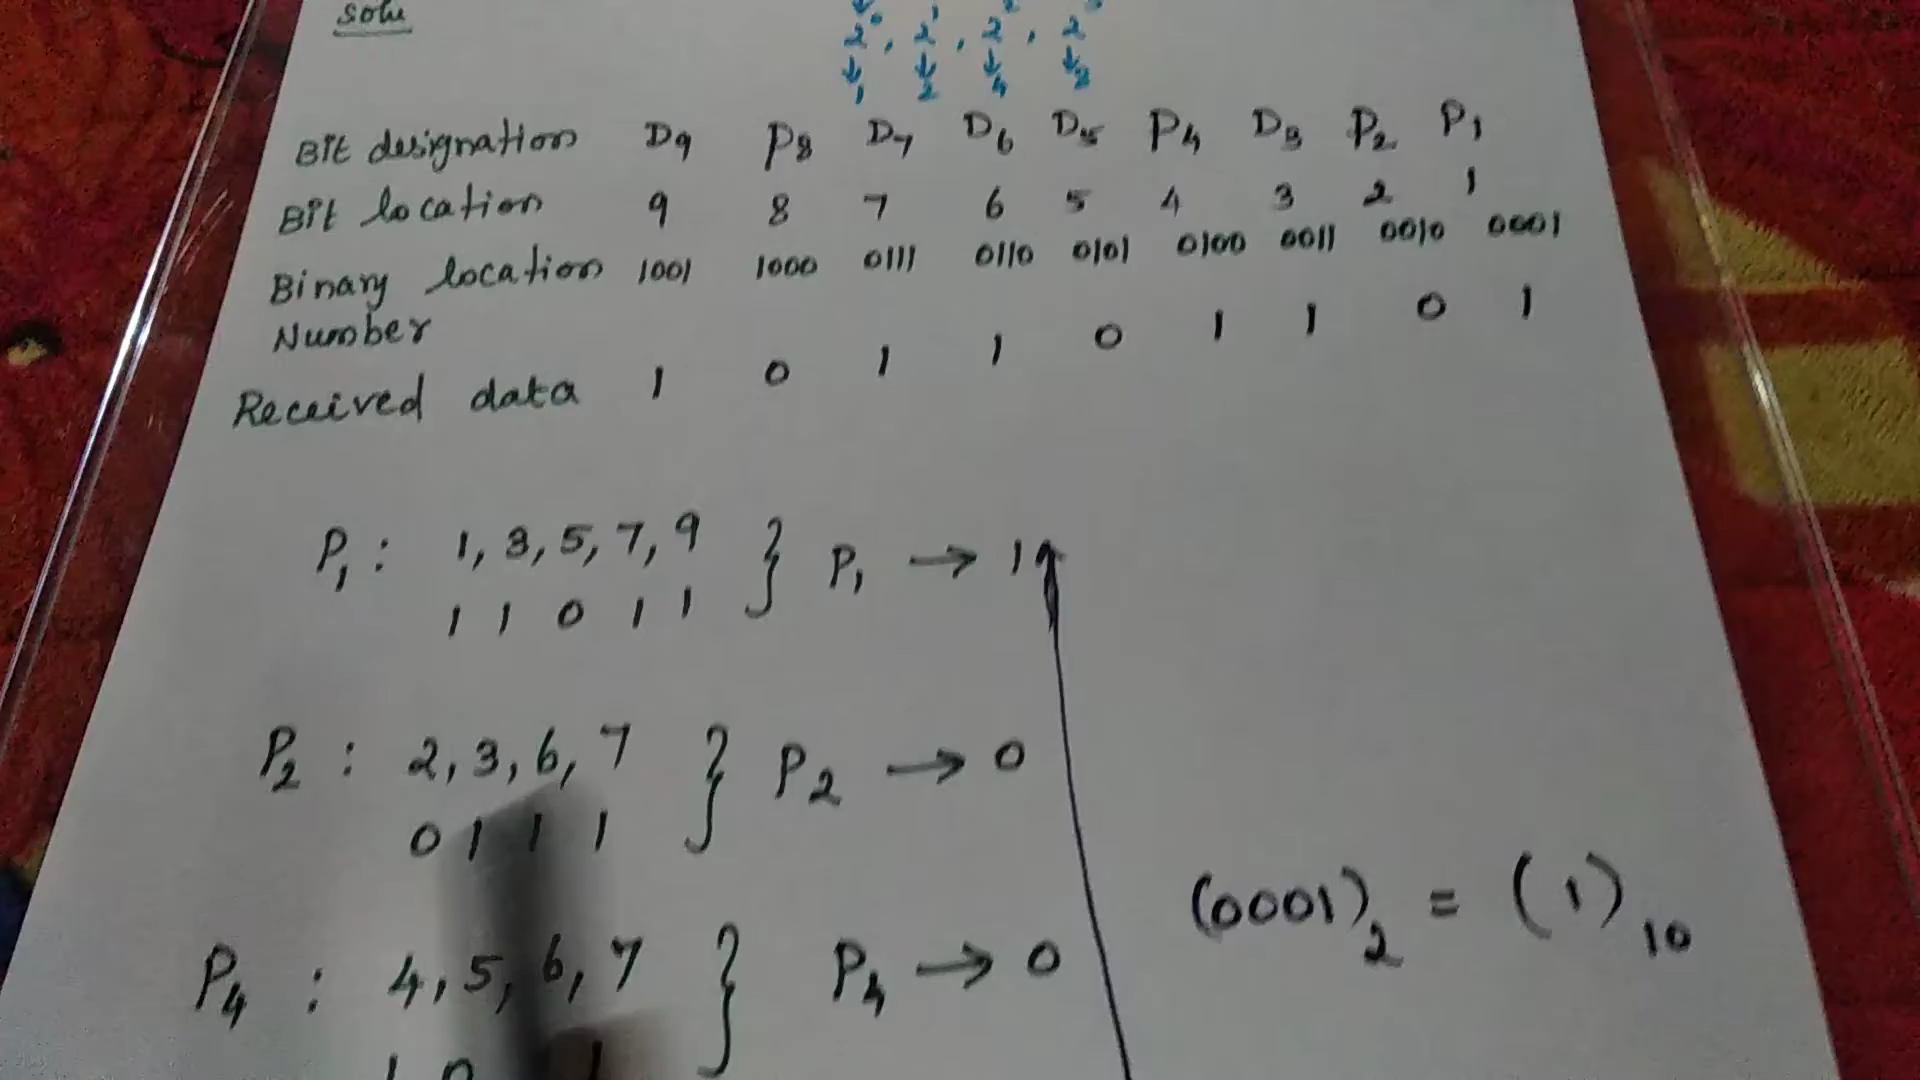 Solu
2⁰, 2¹, 2², 2³
↓ ↓ ↓ ↓
1 2 4 8
Bit designation D₉ P₈ D₇ D₆ D₅ P₄ D₃ P₂ P₁
Bit location 9 8 7 6 5 4 3 2 1
Binary location 1001 1000 0111 0110 0101 0100 0011 0010 0001
Number
Received data 1 0 1 1 0 1 1 0 1
P₁ : 1, 3, 5, 7, 9 } P₁ → 1
1 1 0 1 1
P₂ : 2, 3, 6, 7 } P₂ → 0
0 1 1 1
(0001)₂ = (1)₁₀
P₄ : 4, 5, 6, 7 } P₄ → 0
1 0 1